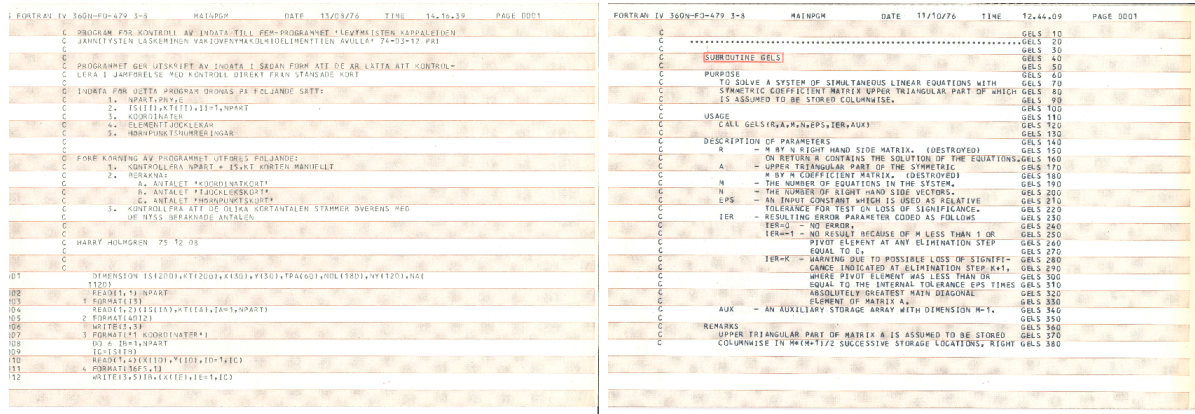 S FORTRAN IV 360N-FO-479 3-8 MAINPGM DATE 13/08/76 TIME 14.16.39 PAGE 0001
C PROGRAM FOR KONTROLL AV INDATA TILL FEM-PROGRAMMET 'LEVYMAISTEN KAPPALEIDEN
C JANNITYSTEN LASKEMINEN VAKIOVENYMAKOLMIOELIMENTTIEN AVULLA' 74-03-12 PRI
C
C
C PROGRAMMET GER UTSKRIFT AV INDATA I SADAN FORM ATT DE AR LATTA ATT KONTROL-
C LERA I JAMFORELSE MED KONTROLL DIREKT FRAN STANSADE KORT
C
C
C INDATA FOR DETTA PROGRAM ORDNAS PA FOLJANDE SATT:
C 1. NPART,PNY,E
C 2. IS(II),KT(II),II=1,NPART
C 3. KOORDINATER
C 4. ELEMENTTJOCKLEKAR
C 5. HORNPUNKTSNUMRERINGAR
C
C
C FORE KORNING AV PROGRAMMET UTFORES FOLJANDE:
C 1. KONTROLLERA NPART + IS,KT KORTEN MANUELLT
C 2. BERAKNA:
C A. ANTALET 'KOORDINATKORT'
C B. ANTALET 'TJOCKLEKSKORT'
C C. ANTALET 'HORNPUNKTSKORT'
C 3. KONTROLLERA ATT DE OLIKA KORTANTALEN STAMMER OVERENS MED
C DE NYSS BERAKNADE ANTALEN
C
C
C HARRY HOLMGREN 75 12 08
C
C
001 DIMENSION IS(200),KT(200),X(30),Y(30),TPA(60),NOL(180),NY(120),NA(
1120)
002 READ(1,1) NPART
003 1 FORMAT(I3)
004 READ(1,2)(IS(IA),KT(IA),IA=1,NPART)
005 2 FORMAT(40I2)
006 WRITE(3,3)
007 3 FORMAT('1 KOORDINATER')
008 DO 6 IB=1,NPART
009 IC=IS(IB)
010 READ(1,4)(X(ID),Y(ID),ID=1,IC)
011 4 FORMAT(16F5.1)
012 WRITE(3,5)IB,(X(IE),IE=1,IC)
FORTRAN IV 360N-FO-479 3-8 MAINPGM DATE 11/10/76 TIME 12.44.09 PAGE 0001
C GELS 10
C ................................................................GELS 20
C GELS 30
C SUBROUTINE GELS GELS 40
C GELS 50
C PURPOSE GELS 60
C TO SOLVE A SYSTEM OF SIMULTANEOUS LINEAR EQUATIONS WITH GELS 70
C SYMMETRIC COEFFICIENT MATRIX UPPER TRIANGULAR PART OF WHICH GELS 80
C IS ASSUMED TO BE STORED COLUMNWISE. GELS 90
C GELS 100
C USAGE GELS 110
C CALL GELS(R,A,M,N,EPS,IER,AUX) GELS 120
C GELS 130
C DESCRIPTION OF PARAMETERS GELS 140
C R - M BY N RIGHT HAND SIDE MATRIX. (DESTROYED) GELS 150
C ON RETURN R CONTAINS THE SOLUTION OF THE EQUATIONS.GELS 160
C A - UPPER TRIANGULAR PART OF THE SYMMETRIC GELS 170
C M BY M COEFFICIENT MATRIX. (DESTROYED) GELS 180
C M - THE NUMBER OF EQUATIONS IN THE SYSTEM. GELS 190
C N - THE NUMBER OF RIGHT HAND SIDE VECTORS. GELS 200
C EPS - AN INPUT CONSTANT WHICH IS USED AS RELATIVE GELS 210
C TOLERANCE FOR TEST ON LOSS OF SIGNIFICANCE. GELS 220
C IER - RESULTING ERROR PARAMETER CODED AS FOLLOWS GELS 230
C IER=0 - NO ERROR, GELS 240
C IER=-1 - NO RESULT BECAUSE OF M LESS THAN 1 OR GELS 250
C PIVOT ELEMENT AT ANY ELIMINATION STEP GELS 260
C EQUAL TO 0, GELS 270
C IER=K - WARNING DUE TO POSSIBLE LOSS OF SIGNIFI- GELS 280
C CANCE INDICATED AT ELIMINATION STEP K+1, GELS 290
C WHERE PIVOT ELEMENT WAS LESS THAN OR GELS 300
C EQUAL TO THE INTERNAL TOLERANCE EPS TIMES GELS 310
C ABSOLUTELY GREATEST MAIN DIAGONAL GELS 320
C ELEMENT OF MATRIX A. GELS 330
C AUX - AN AUXILIARY STORAGE ARRAY WITH DIMENSION M-1. GELS 340
C GELS 350
C REMARKS GELS 360
C UPPER TRIANGULAR PART OF MATRIX A IS ASSUMED TO BE STORED GELS 370
C COLUMNWISE IN M*(M+1)/2 SUCCESSIVE STORAGE LOCATIONS, RIGHT GELS 380